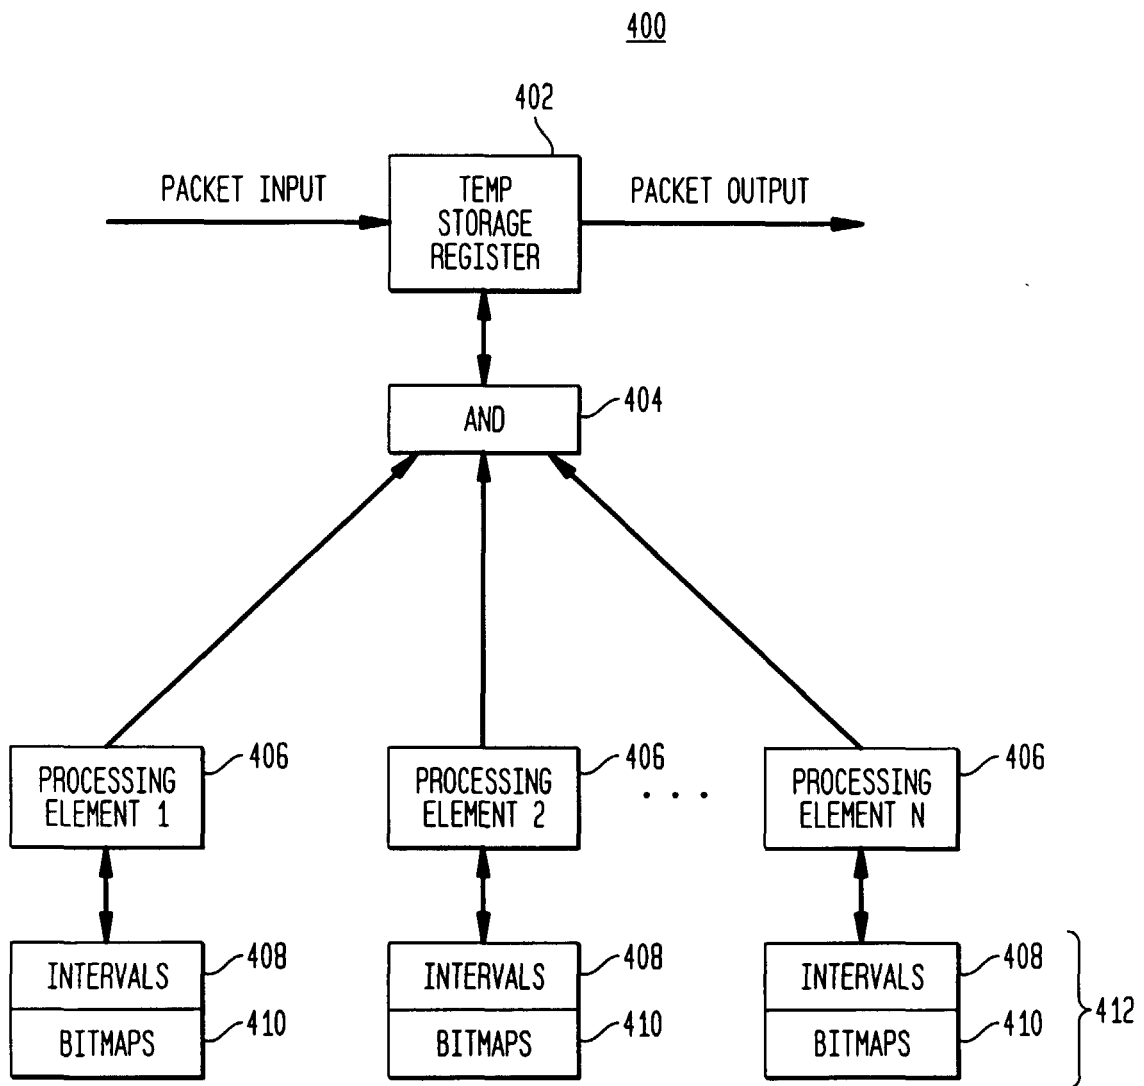 400
402
PACKET INPUT
TEMP
STORAGE
REGISTER
PACKET OUTPUT
AND
404
PROCESSING
ELEMENT 1
406
PROCESSING
ELEMENT 2
406
. . .
PROCESSING
ELEMENT N
406
INTERVALS
408
BITMAPS
410
INTERVALS
408
BITMAPS
410
INTERVALS
408
BITMAPS
410
412